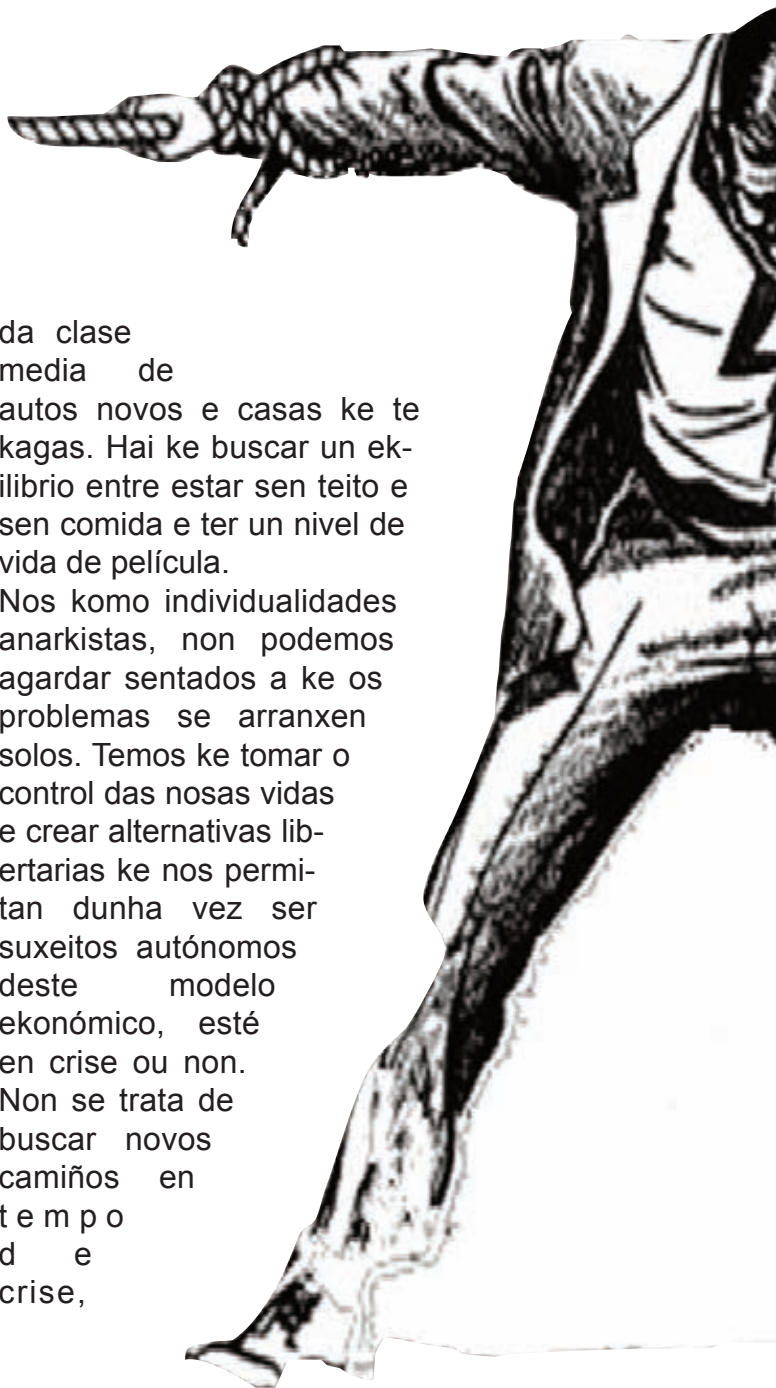 da clase
media de
autos novos e casas ke te
kagas. Hai ke buscar un ek-
ilibrio entre estar sen teito e
sen comida e ter un nivel de
vida de película.
Nos komo individualidades
anarkistas, non podemos
agardar sentados a ke os
problemas se arranxen
solos. Temos ke tomar o
control das nosas vidas
e crear alternativas lib-
ertarias ke nos permi-
tan dunha vez ser
suxeitos autónomos
deste modelo
ekonómico, esté
en crise ou non.
Non se trata de
buscar novos
camiños en
tempo
de
crise,